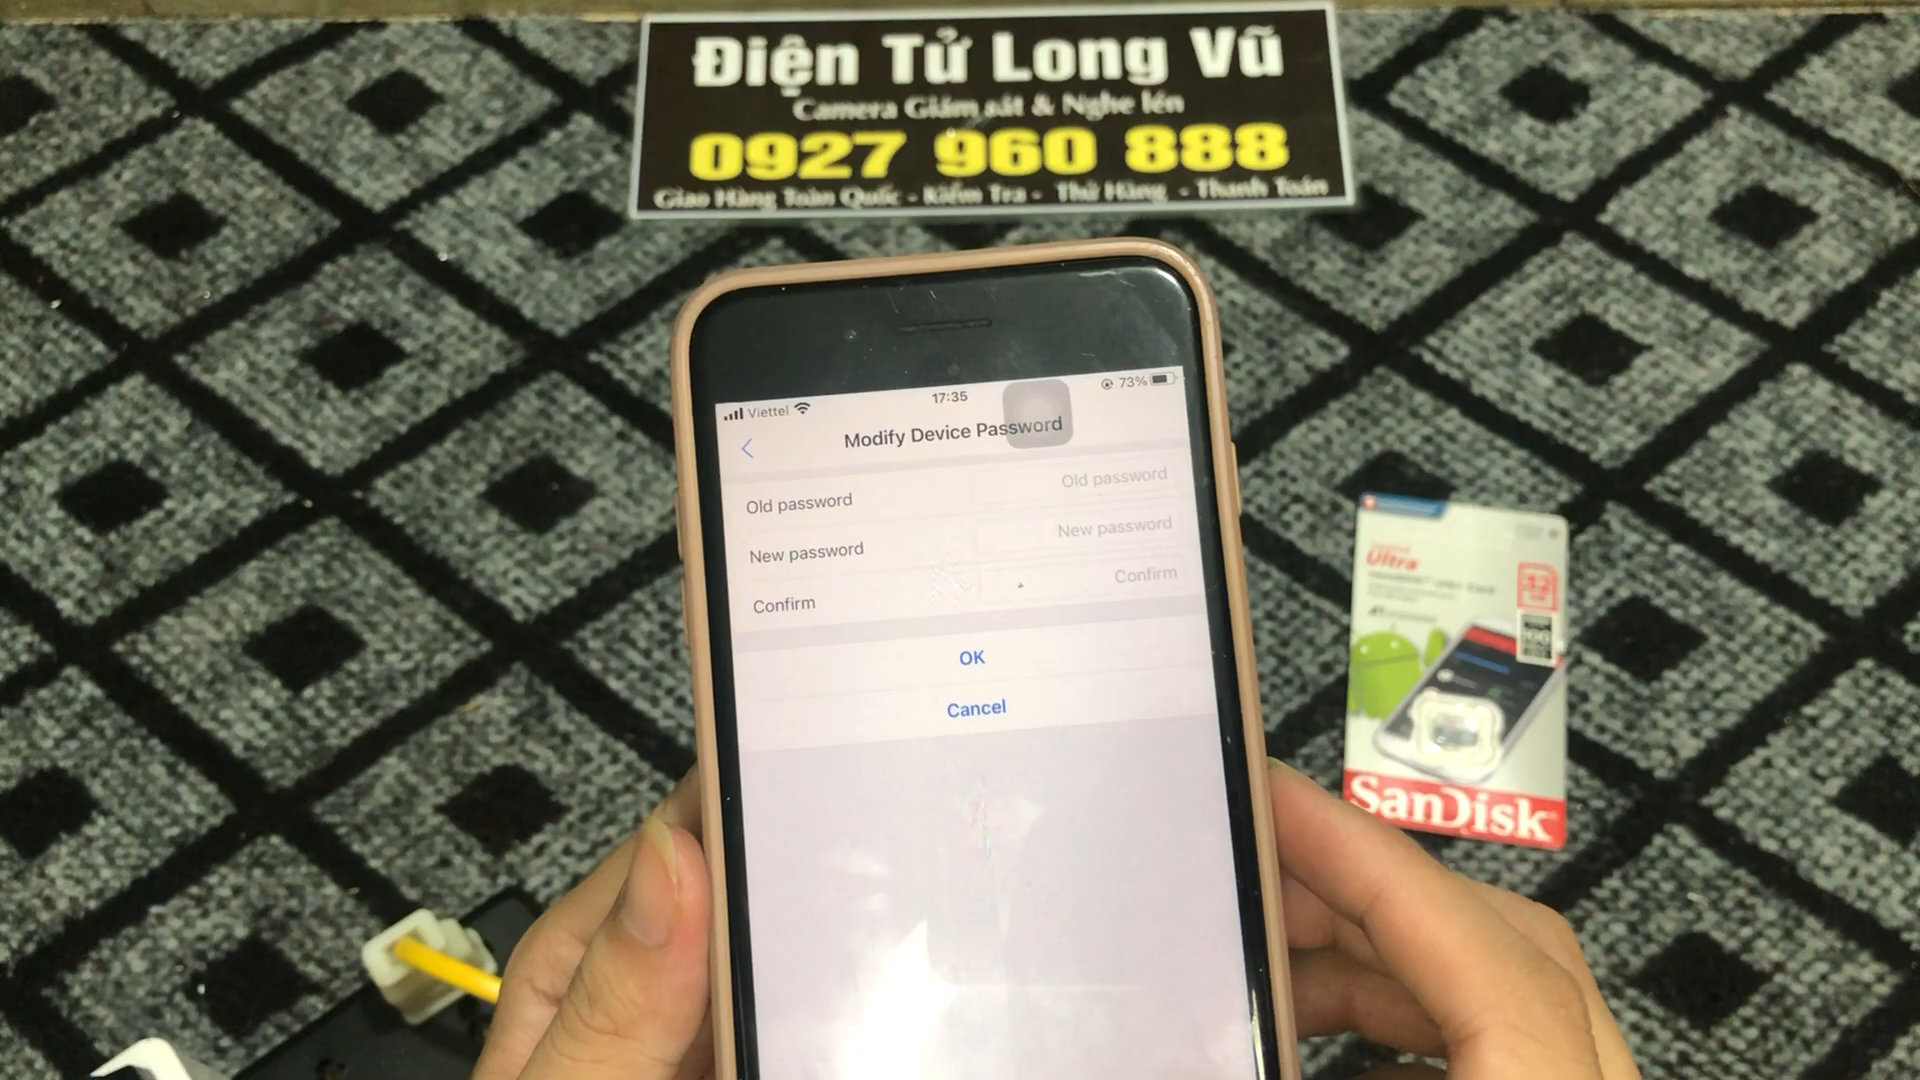 Điện Tử Long Vũ
Camera Giám sát & Nghe lén
0927 960 888
Giao Hàng Toàn Quốc - Kiểm Tra - Thử Hàng - Thanh Toán
Viettel
17:35
73%
Modify Device Password
Old password
Old password
New password
New password
Confirm
Confirm
OK
Cancel
Ultra
32
100
SanDisk